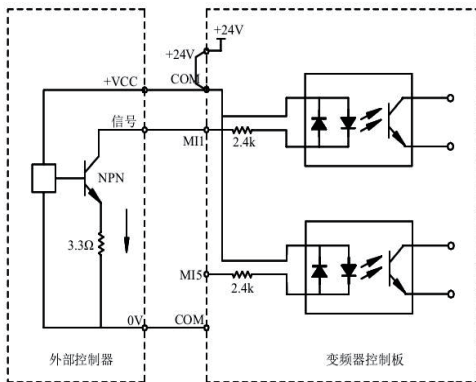 +24V
+24V
+VCC
COM
信号
MI1
2.4k
NPN
3.3Ω
MI5
2.4k
0V
COM
外部控制器
变频器控制板